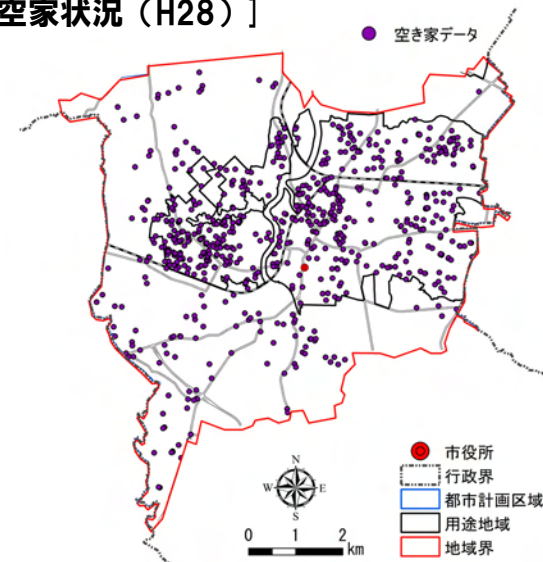 空家状況（H28）］
空き家データ
N
W E
S
0 1 2
km
市役所
行政界
都市計画区域
用途地域
地域界